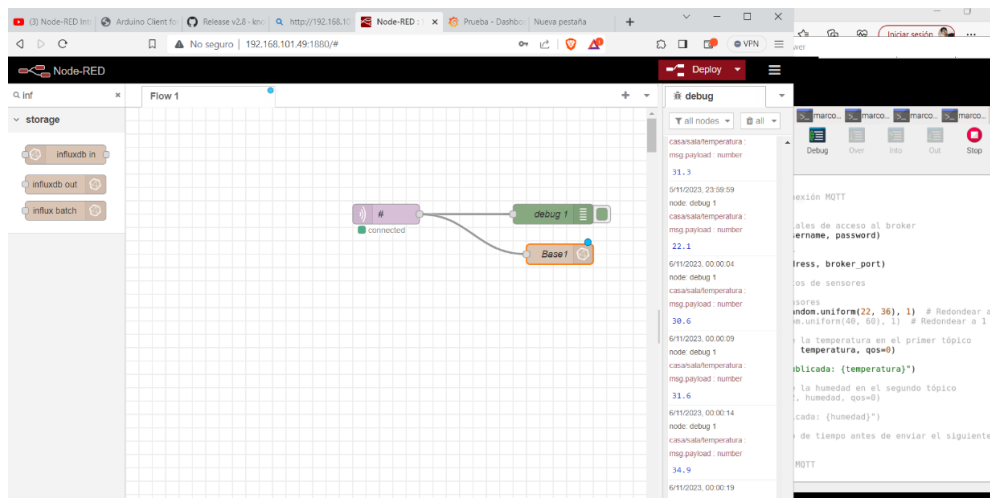 (3) Node-RED Int
Arduino Client fo
Release v2.8 - kno
http://192.168.10
Node-RED : 1
Prueba - Dashbo
Nueva pestaña
No seguro | 192.168.101.49:1880/#
VPN
Iniciar sesión
Node-RED
Deploy
inf
Flow 1
debug
storage
all nodes
all
influxdb in
influxdb out
influx batch
#
connected
debug 1
Base1
casa/sala/temperatura :
msg.payload : number
31.3
5/11/2023, 23:59:59
node: debug 1
casa/sala/temperatura :
msg.payload : number
22.1
6/11/2023, 00:00:04
node: debug 1
casa/sala/temperatura :
msg.payload : number
30.6
6/11/2023, 00:00:09
node: debug 1
casa/sala/temperatura :
msg.payload : number
31.6
6/11/2023, 00:00:14
node: debug 1
casa/sala/temperatura :
msg.payload : number
34.9
6/11/2023, 00:00:19
marco...
marco...
marco...
marco...
Debug
Over
Into
Out
Stop
exión MQTT
ales de acceso al broker
ername, password)
ress, broker_port)
os de sensores
sores
ndom.uniform(22, 36), 1) # Redondear a
m.uniform(40, 60), 1) # Redondear a 1
la temperatura en el primer tópico
temperatura, qos=0)
blicada: {temperatura}")
la humedad en el segundo tópico
, humedad, qos=0)
cada: {humedad}")
de tiempo antes de enviar el siguiente
MQTT